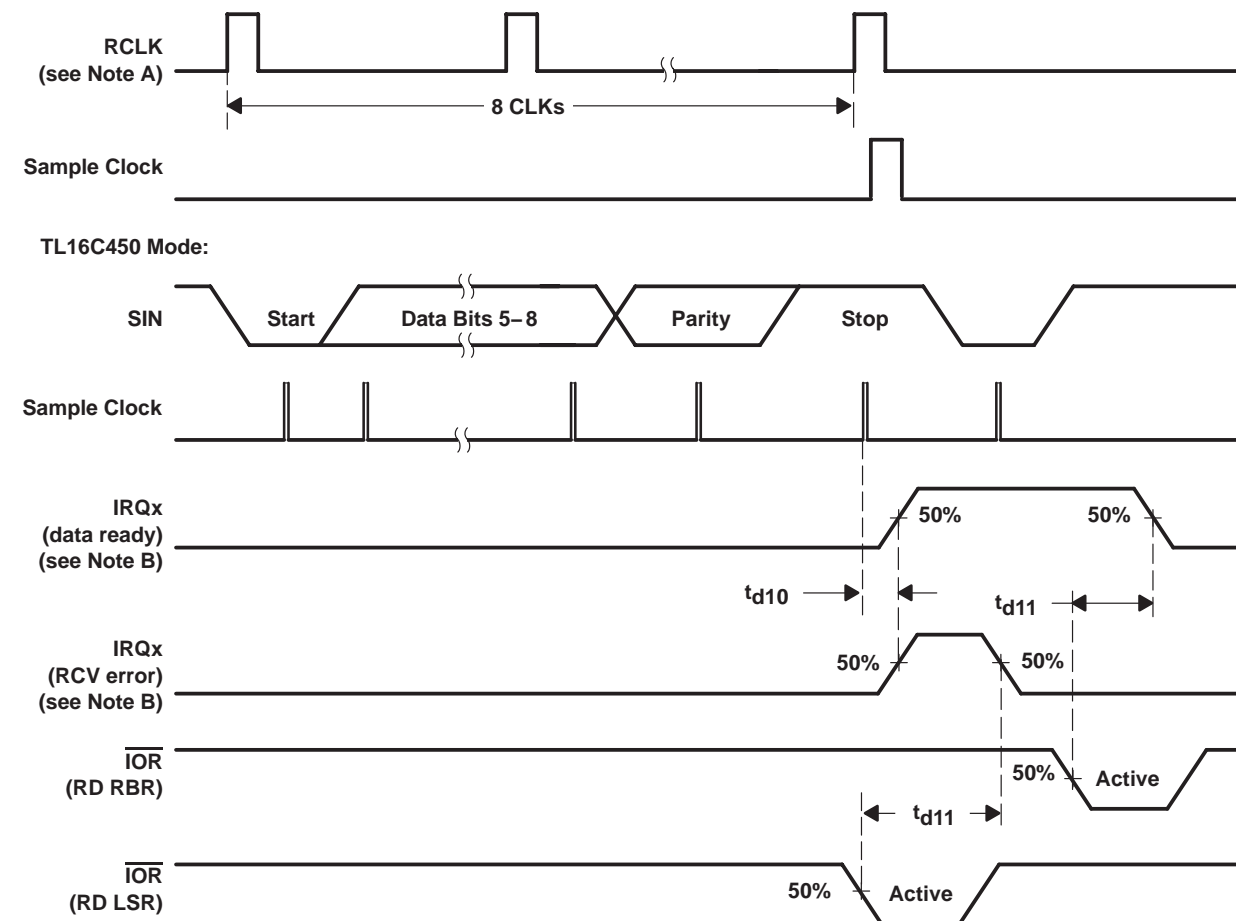 RCLK
(see Note A)
8 CLKs
Sample Clock
TL16C450 Mode:
SIN
Start
Data Bits 5–8
Parity
Stop
Sample Clock
IRQx
(data ready)
(see Note B)
50%
50%
td10
td11
IRQx
(RCV error)
(see Note B)
50%
50%
IOR
(RD RBR)
50%
Active
td11
IOR
(RD LSR)
50%
Active